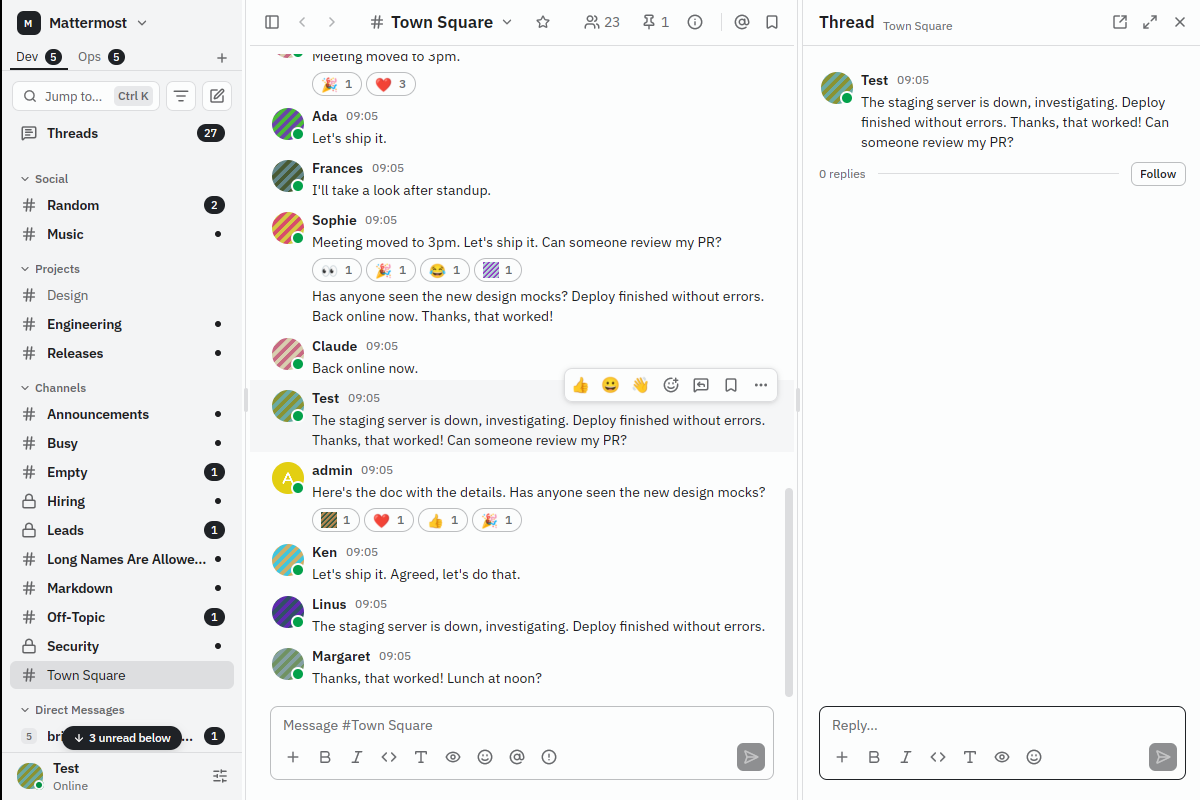 M Mattermost
Dev 5 Ops 5
Jump to... Ctrl K
Threads 27
Social
Random 2
Music
Projects
Design
Engineering
Releases
Channels
Announcements
Busy
Empty 1
Hiring
Leads 1
Long Names Are Allowe...
Markdown
Off-Topic 1
Security
Town Square
Direct Messages
5 ... 1
3 unread below
Test
Online
Town Square 23 1
Meeting moved to 3pm.
1 3
Ada 09:05
Let's ship it.
Frances 09:05
I'll take a look after standup.
Sophie 09:05
Meeting moved to 3pm. Let's ship it. Can someone review my PR?
1 1 1 1
Has anyone seen the new design mocks? Deploy finished without errors.
Back online now. Thanks, that worked!
Claude 09:05
Back online now.
Test 09:05
The staging server is down, investigating. Deploy finished without errors.
Thanks, that worked! Can someone review my PR?
A admin 09:05
Here's the doc with the details. Has anyone seen the new design mocks?
1 1 1 1
Ken 09:05
Let's ship it. Agreed, let's do that.
Linus 09:05
The staging server is down, investigating. Deploy finished without errors.
Margaret 09:05
Thanks, that worked! Lunch at noon?
Message #Town Square
Thread Town Square
Test 09:05
The staging server is down, investigating. Deploy
finished without errors. Thanks, that worked! Can
someone review my PR?
0 replies Follow
Reply...